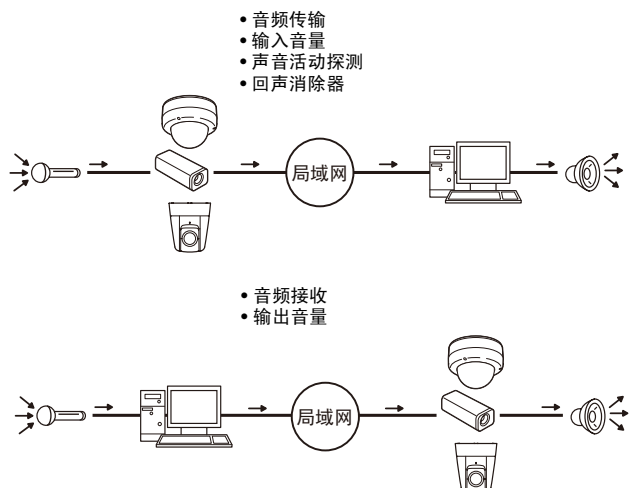 • 音频传输
• 输入音量
• 声音活动探测
• 回声消除器
局域网
• 音频接收
• 输出音量
局域网